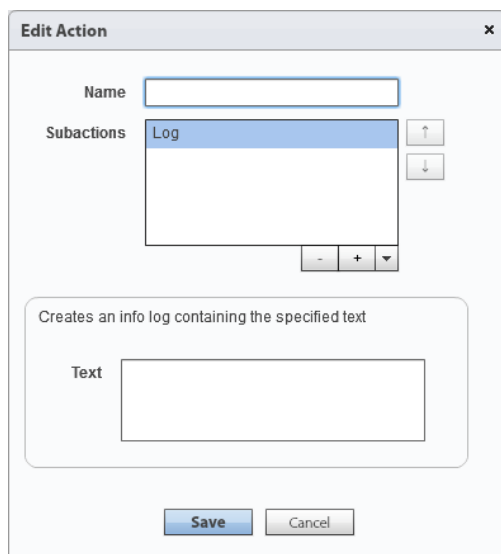 Edit Action
×
Name
Subactions
Log
↑
↓
- +
Creates an info log containing the specified text
Text
Save Cancel